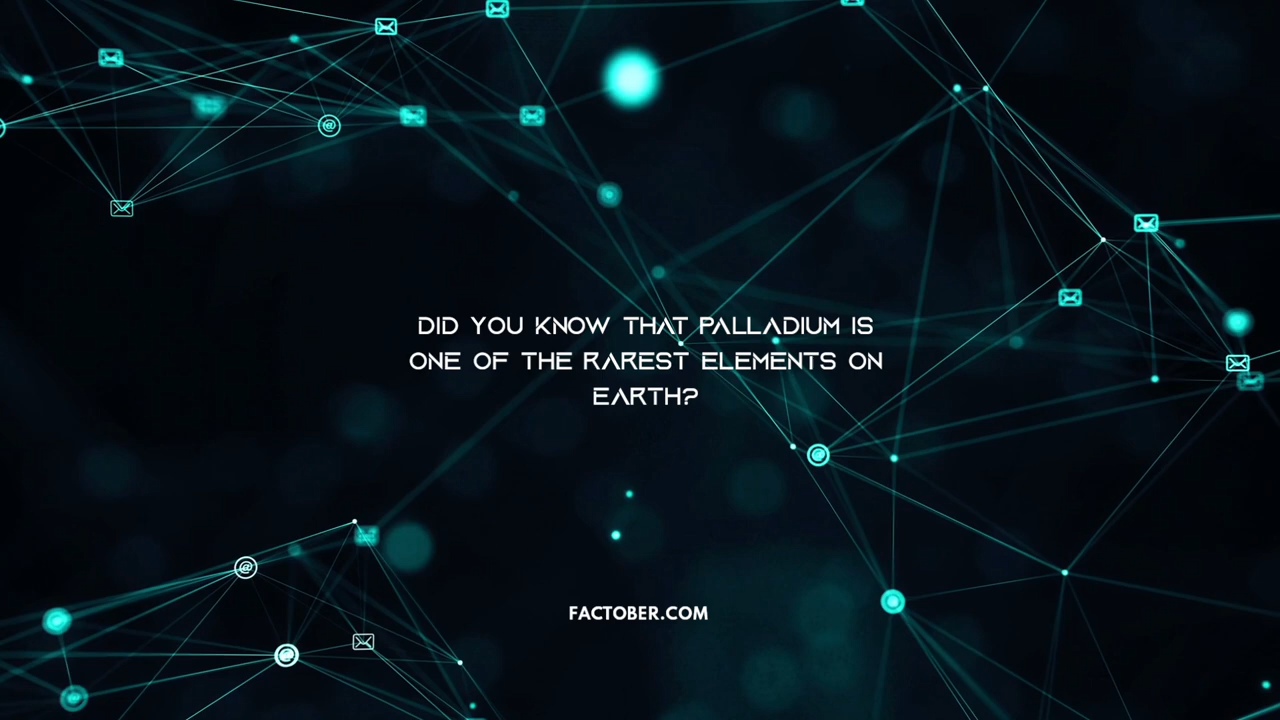 DID YOU KNOW THAT PALLADIUM IS
ONE OF THE RAREST ELEMENTS ON
EARTH?
FACTOBER.COM